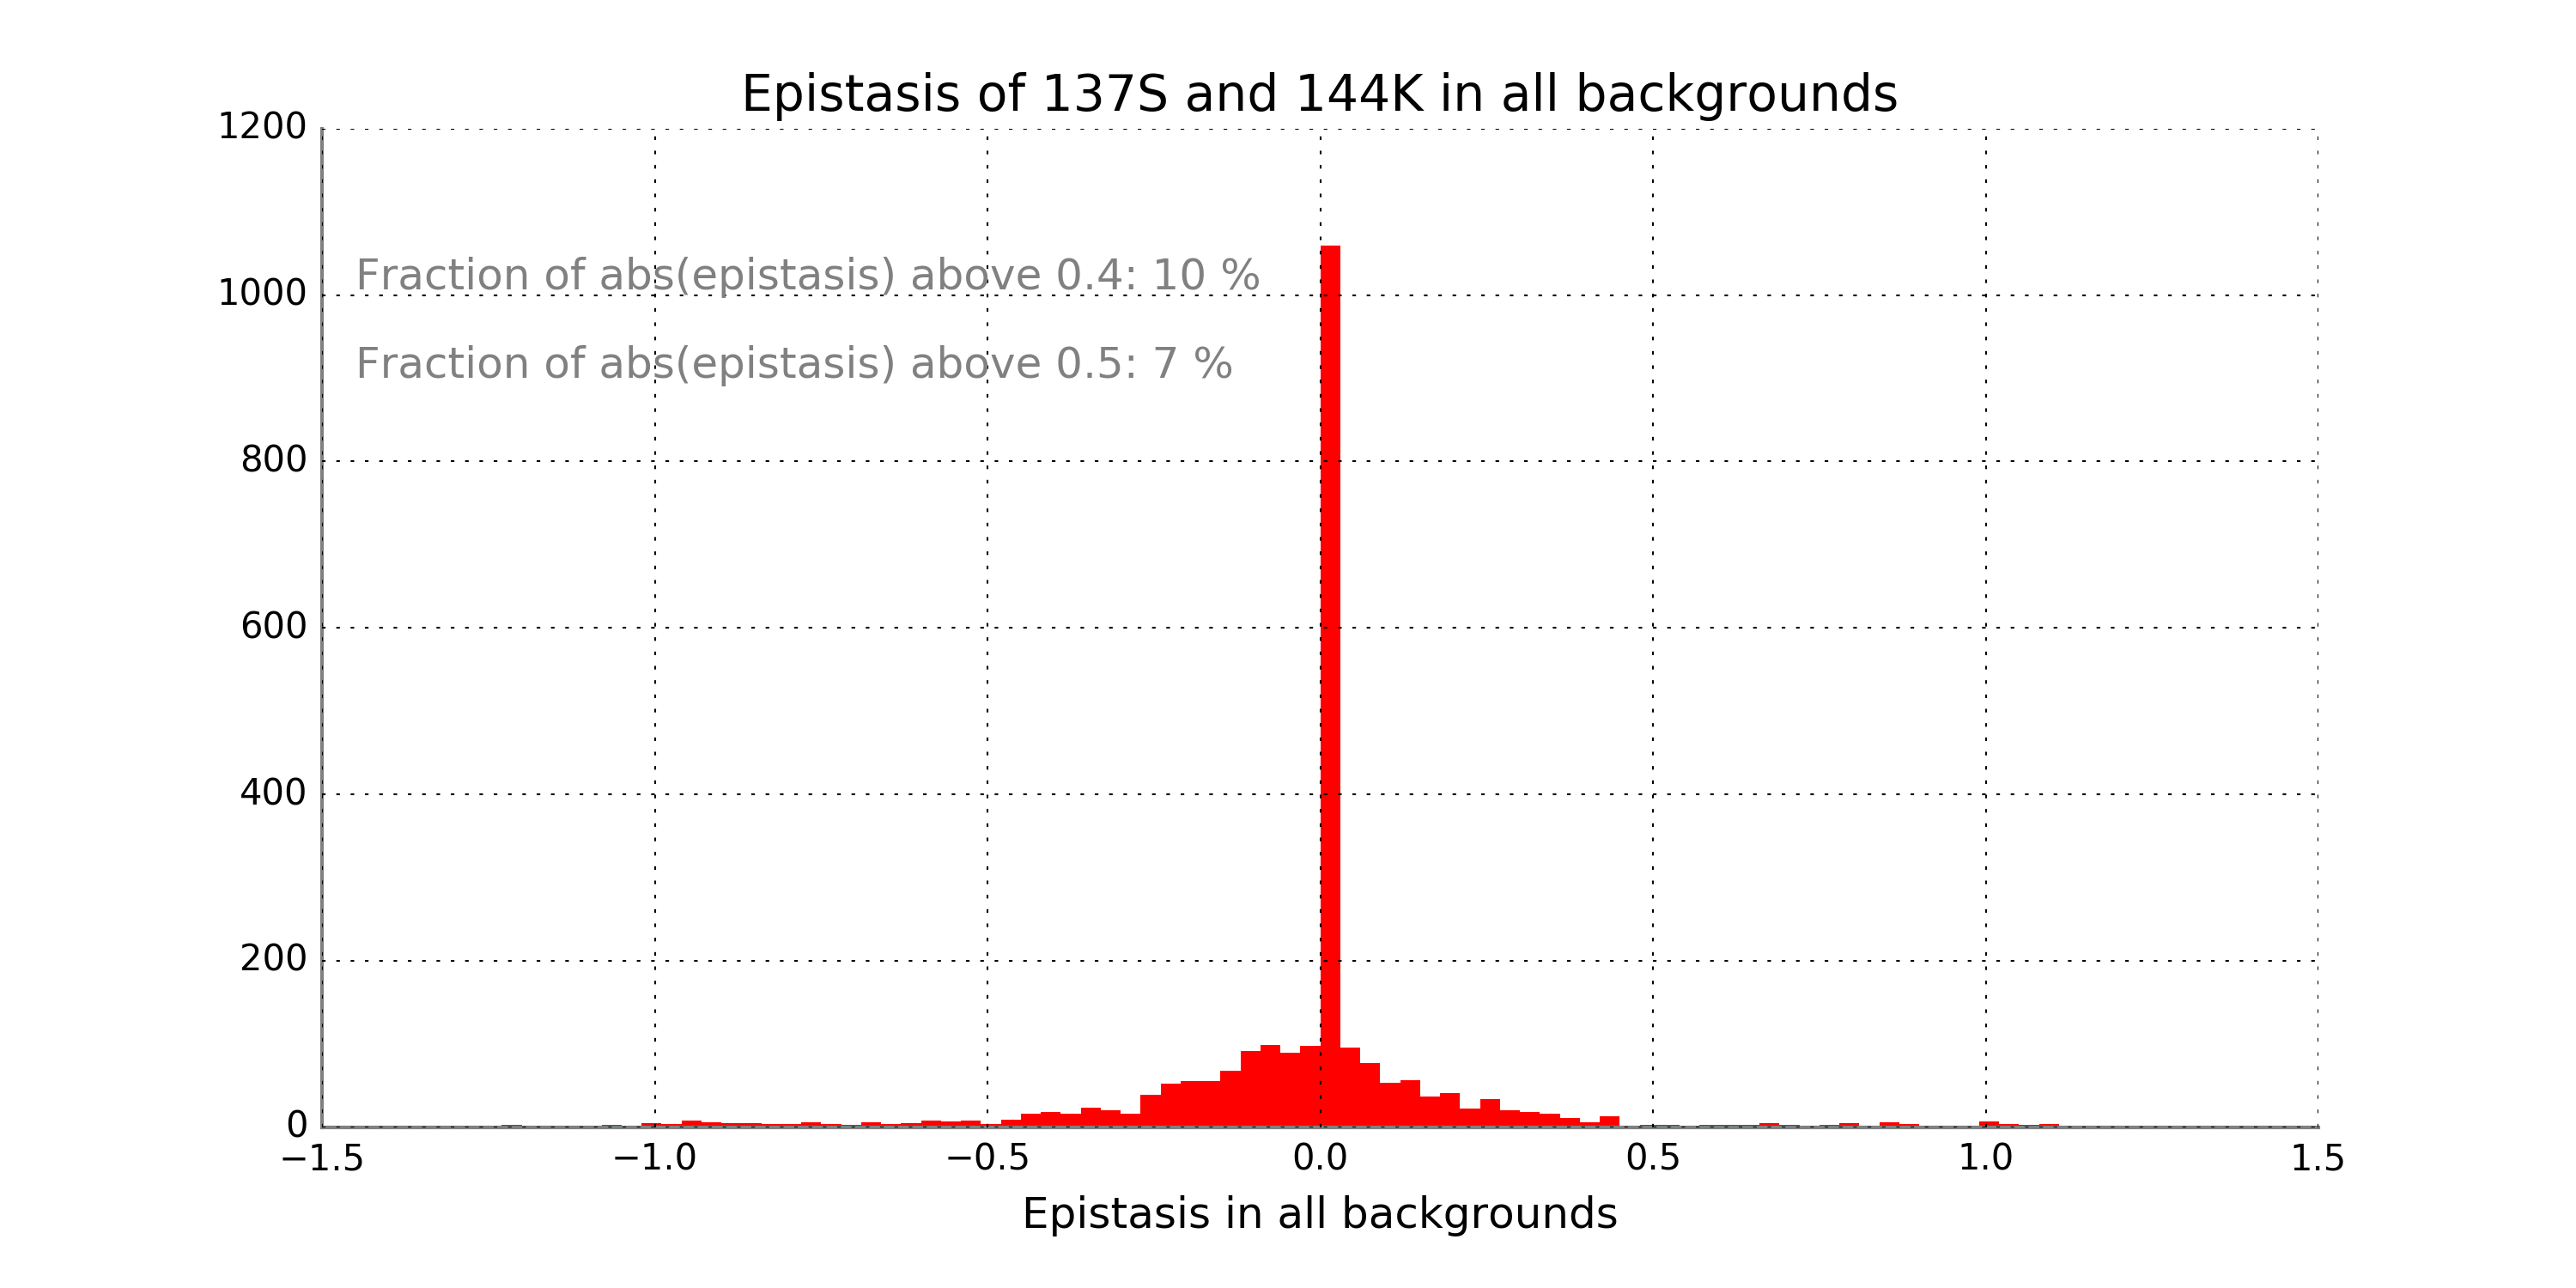 Epistasis of 137S and 144K in all backgrounds
1200
1000
800
600
400
200
0
Fraction of abs(epistasis) above 0.4: 10 %
Fraction of abs(epistasis) above 0.5: 7 %
−1.5 −1.0 −0.5 0.0 0.5 1.0 1.5
Epistasis in all backgrounds